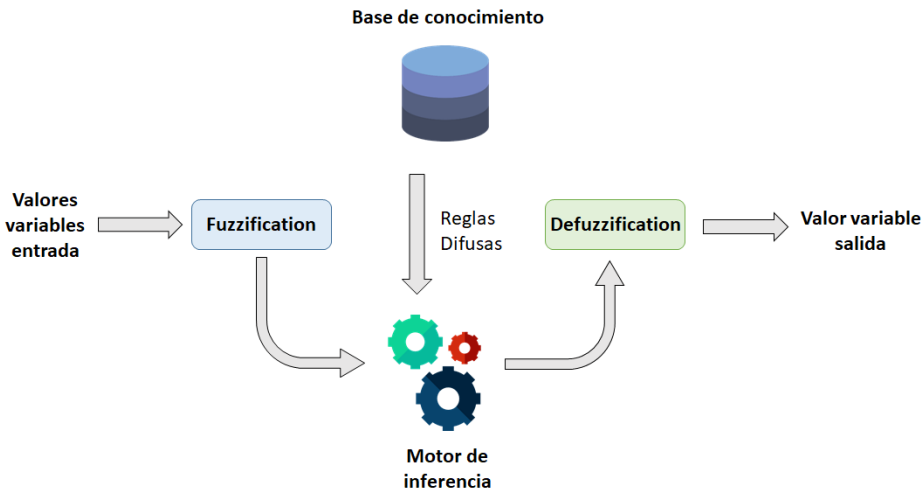 Base de conocimiento
Valores
variables
entrada
Fuzzification
Reglas
Difusas
Defuzzification
Valor variable
salida
Motor de
inferencia